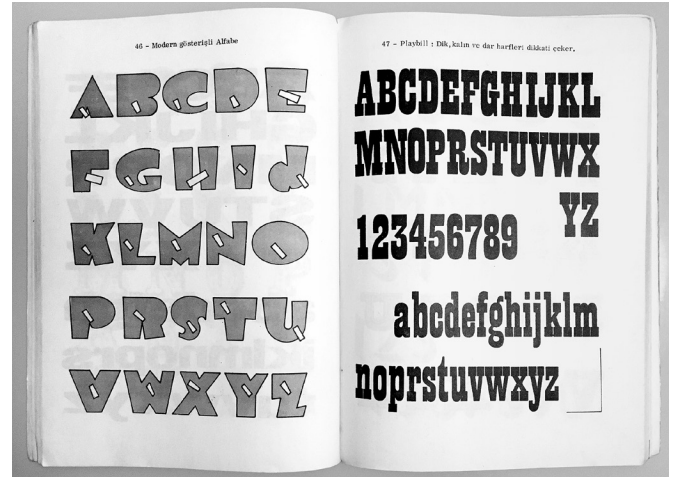 46 - Modern gösterişli Alfabe
ABCDE
FGHIJ
KLMNO
PRSTU
VWXYZ
47 - Playbill : Dik, kalın ve dar harfleri dikkati çeker.
ABCDEFGHIJKL
MNOPRSTUVWX
YZ
123456789
abcdefghijklm
noprstuvwxyz